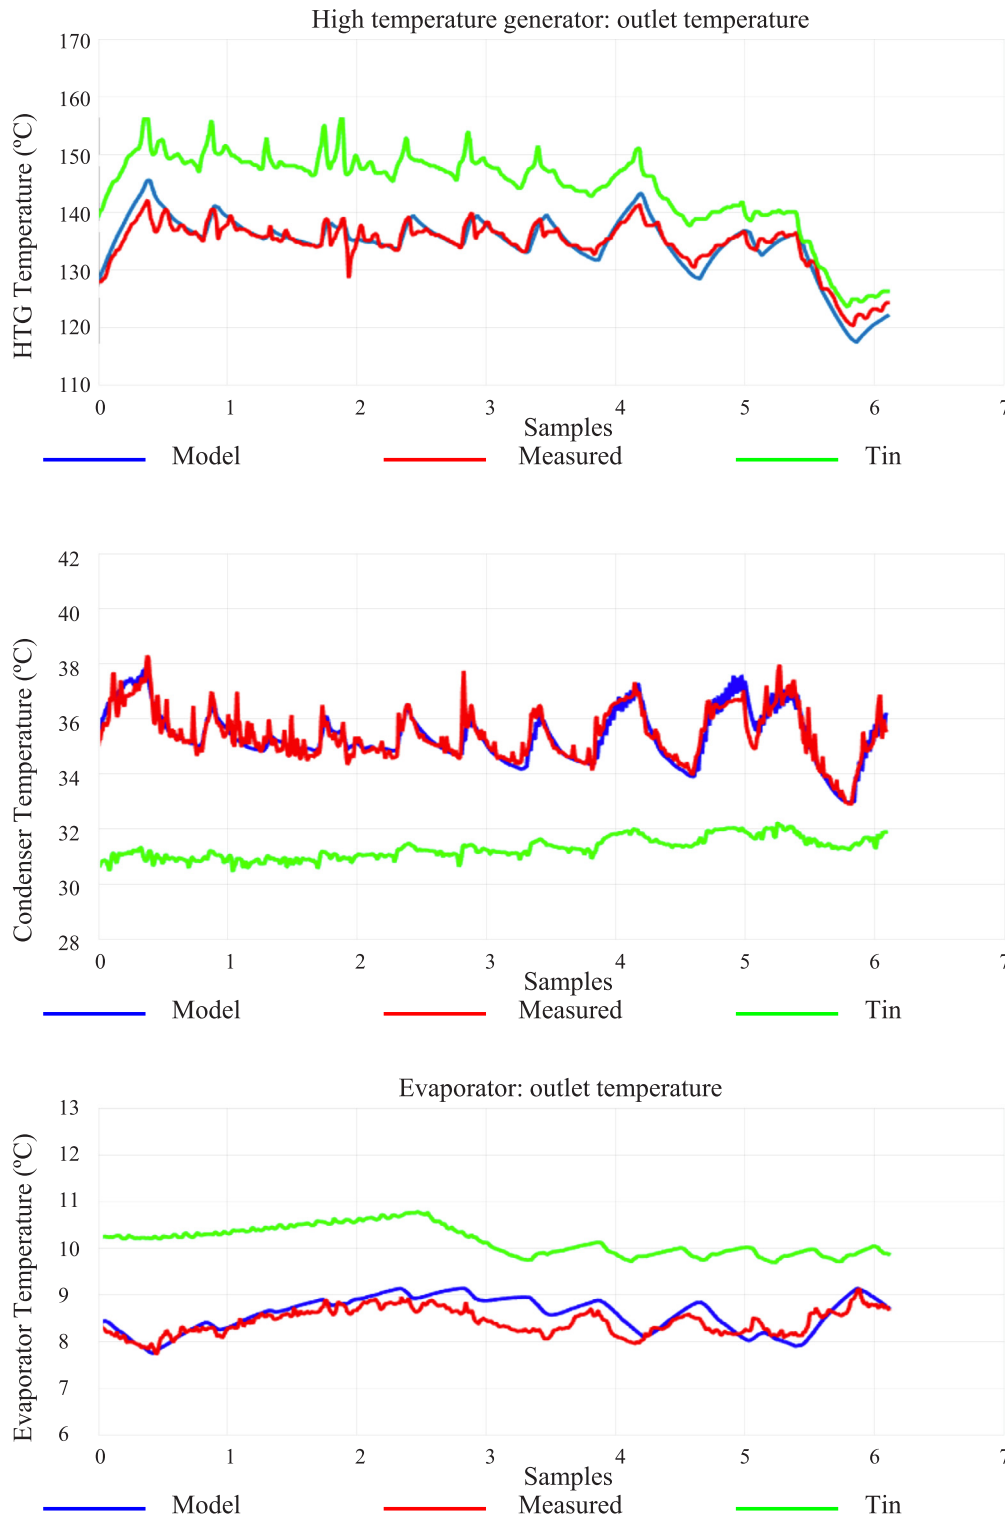 High temperature generator: outlet temperature
HTG Temperature (ºC)
170
160
150
140
130
120
110
0 1 2 3 4 5 6 7
Samples
Model Measured Tin
Condenser Temperature (ºC)
42
40
38
36
34
32
30
28
0 1 2 3 4 5 6 7
Samples
Model Measured Tin
Evaporator: outlet temperature
Evaporator Temperature (ºC)
13
12
11
10
9
8
7
6
0 1 2 3 4 5 6 7
Samples
Model Measured Tin